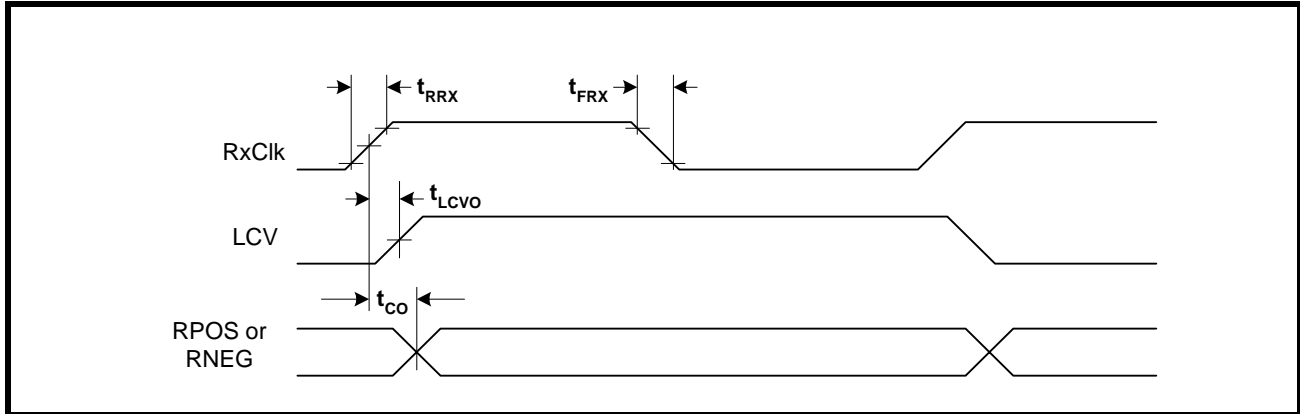 tRRX
tFRX
RxClk
tLCVO
LCV
tCO
RPOS or
RNEG